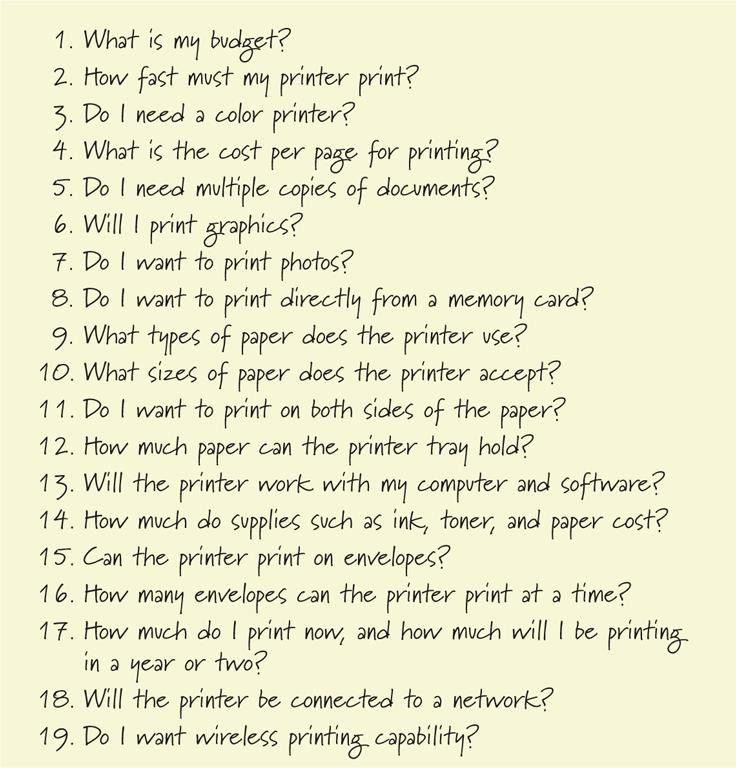 1. What is my budget?
2. How fast must my printer print?
3. Do I need a color printer?
4. What is the cost per page for printing?
5. Do I need multiple copies of documents?
6. Will I print graphics?
7. Do I want to print photos?
8. Do I want to print directly from a memory card?
9. What types of paper does the printer use?
10. What sizes of paper does the printer accept?
11. Do I want to print on both sides of the paper?
12. How much paper can the printer tray hold?
13. Will the printer work with my computer and software?
14. How much do supplies such as ink, toner, and paper cost?
15. Can the printer print on envelopes?
16. How many envelopes can the printer print at a time?
17. How much do I print now, and how much will I be printing
in a year or two?
18. Will the printer be connected to a network?
19. Do I want wireless printing capability?